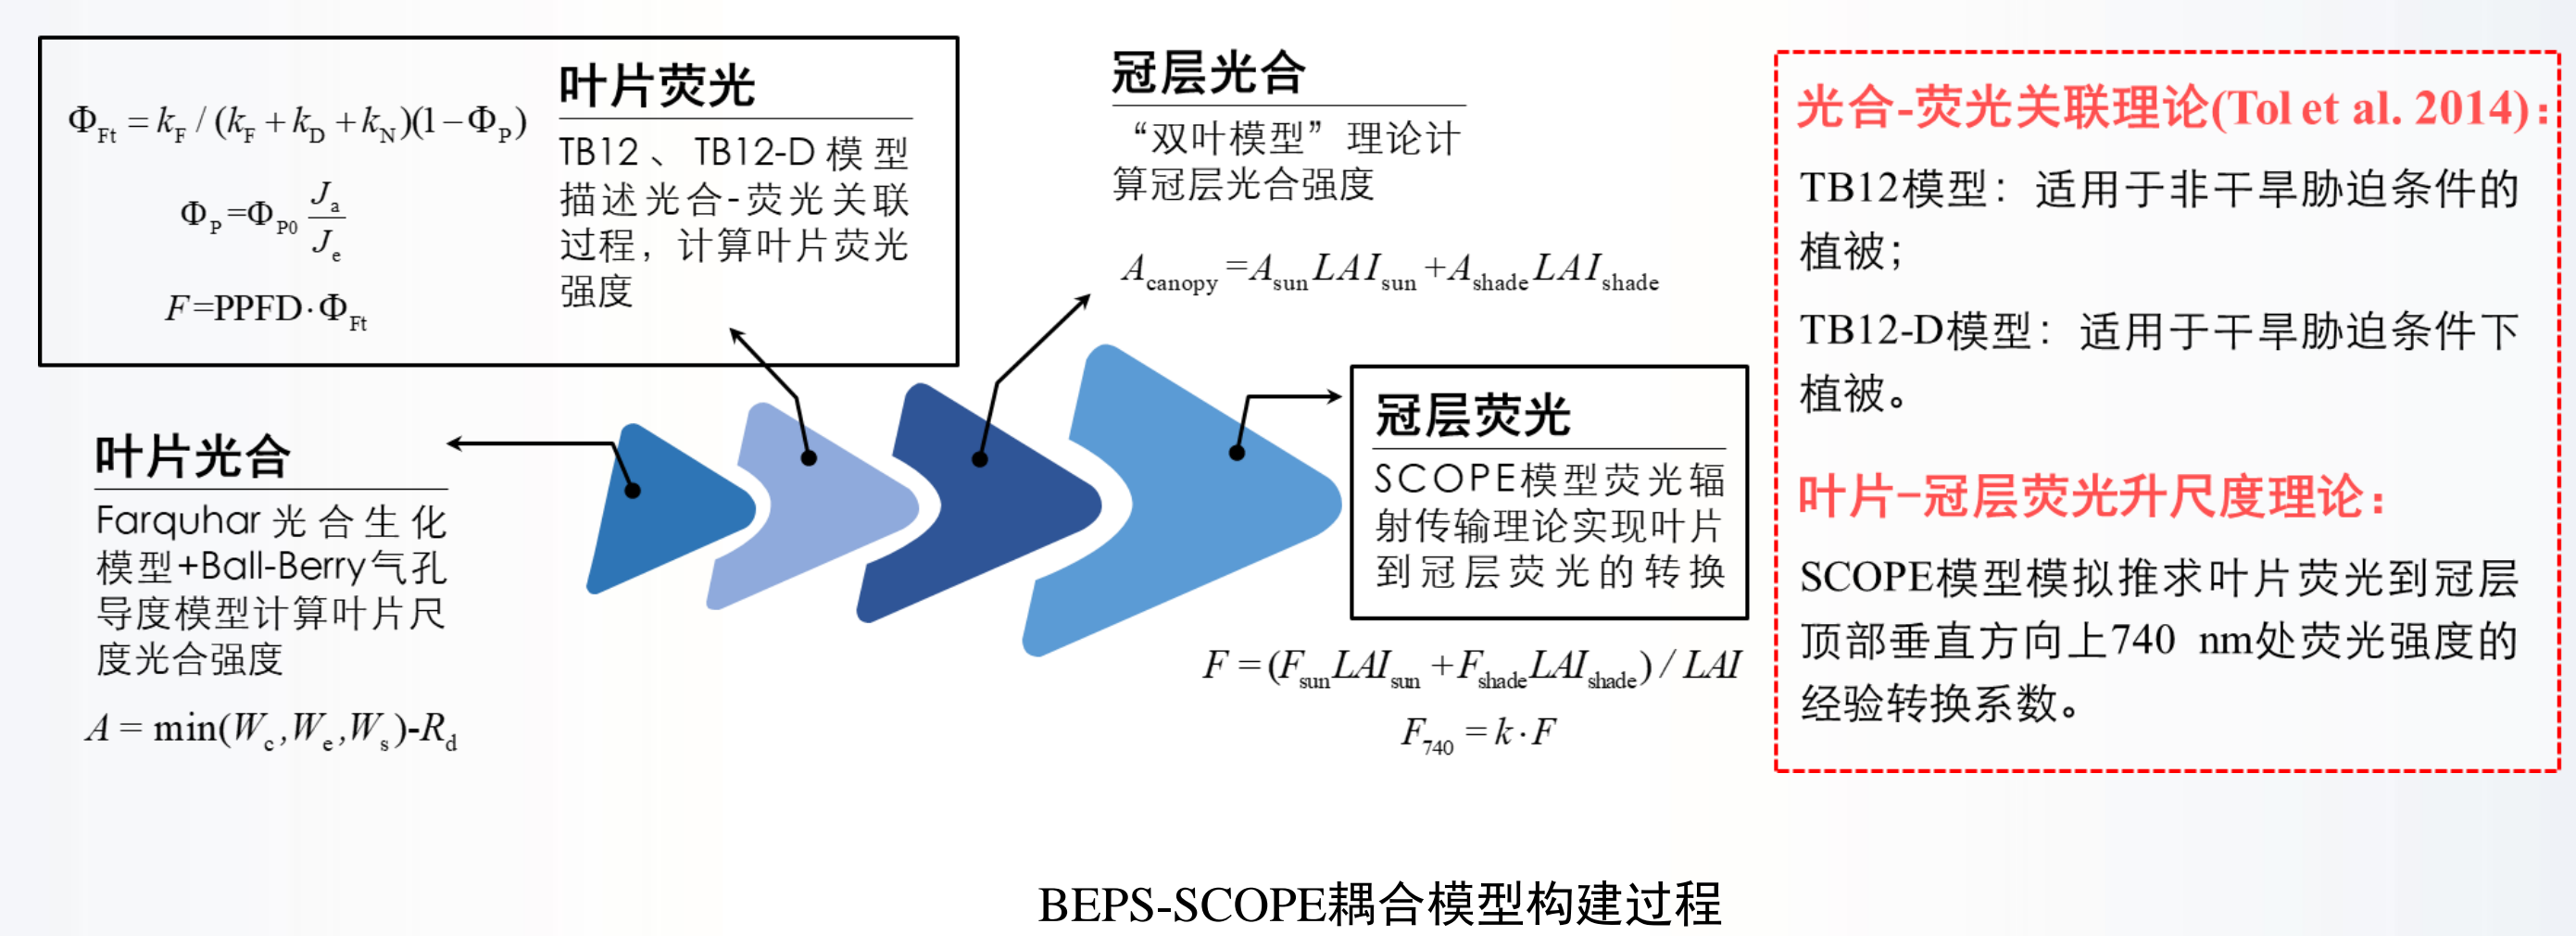 Φ_Ft = k_F / (k_F + k_D + k_N)(1 − Φ_P)
Φ_P=Φ_P0 J_a / J_e
F=PPFD·Φ_Ft
叶片荧光
TB12、TB12-D模型
描述光合-荧光关联
过程，计算叶片荧光
强度
叶片光合
Farquhar光合生化
模型+Ball-Berry气孔
导度模型计算叶片尺
度光合强度
A = min(W_c,W_e,W_s)-R_d
冠层光合
“双叶模型”理论计
算冠层光合强度
A_canopy=A_sun LAI_sun+A_shade LAI_shade
冠层荧光
SCOPE模型荧光辐
射传输理论实现叶片
到冠层荧光的转换
F = (F_sun LAI_sun + F_shade LAI_shade) / LAI
F_740 = k·F
光合-荧光关联理论(Tol et al. 2014)：
TB12模型：适用于非干旱胁迫条件的
植被；
TB12-D模型：适用于干旱胁迫条件下
植被。
叶片-冠层荧光升尺度理论：
SCOPE模型模拟推求叶片荧光到冠层
顶部垂直方向上740 nm处荧光强度的
经验转换系数。
BEPS-SCOPE耦合模型构建过程